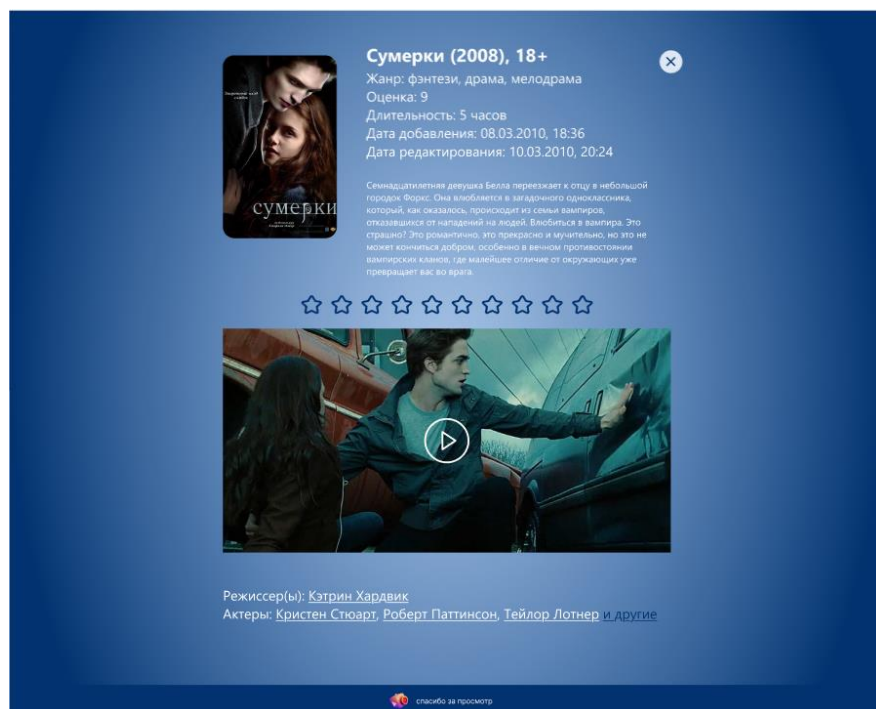 Сумерки (2008), 18+
Жанр: фэнтези, драма, мелодрама
Оценка: 9
Длительность: 5 часов
Дата добавления: 08.03.2010, 18:36
Дата редактирования: 10.03.2010, 20:24
Семнадцатилетняя девушка Белла переезжает к отцу в небольшой
городок Форкс. Она влюбляется в загадочного одноклассника,
который, как оказалось, происходит из семьи вампиров,
отказавшихся от нападений на людей. Влюбиться в вампира. Это
страшно? Это романтично, это прекрасно и мучительно, но это не
может кончиться добром, особенно в вечном противостоянии
вампирских кланов, где малейшее отличие от окружающих уже
превращает вас во врага.
сумерки
Режиссер(ы): Кэтрин Хардвик
Актеры: Кристен Стюарт, Роберт Паттинсон, Тейлор Лотнер и другие
спасибо за просмотр